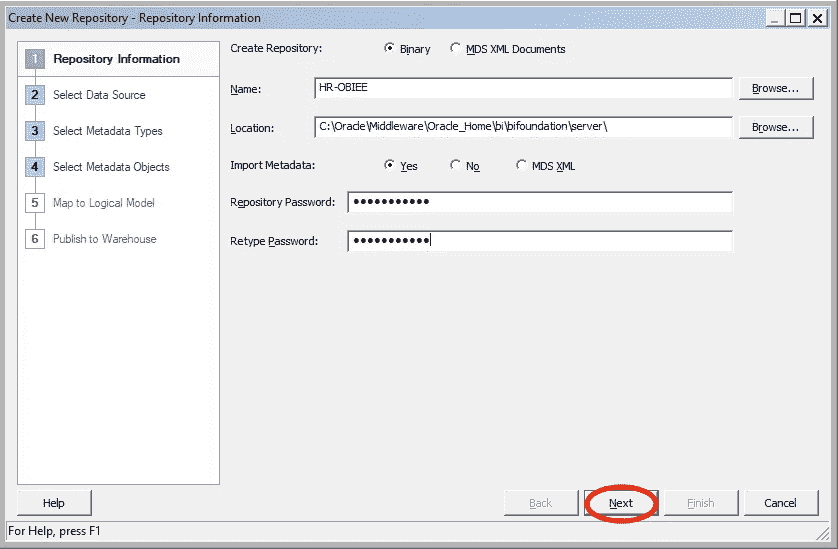 Create New Repository - Repository Information
1 Repository Information
2 Select Data Source
3 Select Metadata Types
4 Select Metadata Objects
5 Map to Logical Model
6 Publish to Warehouse
Create Repository: Binary MDS XML Documents
Name: HR-OBIEE Browse...
Location: C:\Oracle\Middleware\Oracle_Home\bi\bifoundation\server\ Browse...
Import Metadata: Yes No MDS XML
Repository Password: •••••••••••
Retype Password: •••••••••••
Help Back Next Finish Cancel
For Help, press F1